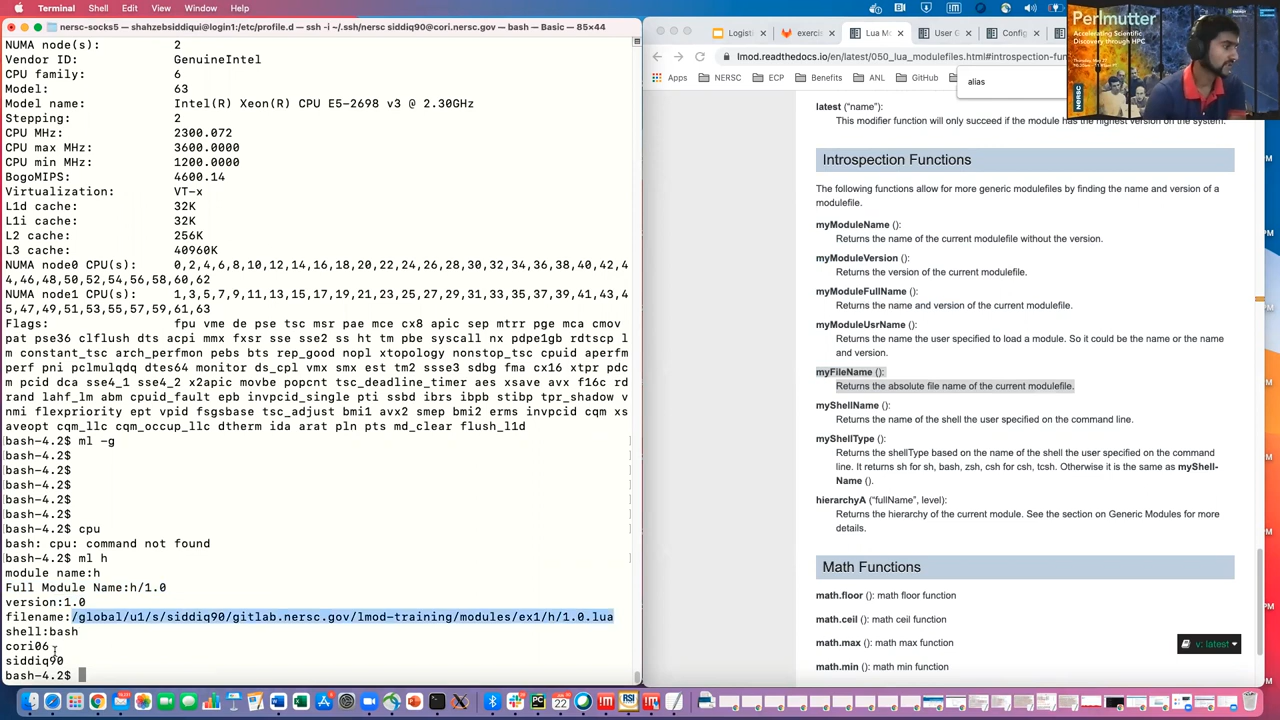 Terminal Shell Edit View Window Help
nersc-socks5 — shahzebsiddiqui@login1:/etc/profile.d — ssh -i ~/.ssh/nersc siddiq90@cori.nersc.gov — bash — Basic — 85×44
NUMA node(s): 2
Vendor ID: GenuineIntel
CPU family: 6
Model: 63
Model name: Intel(R) Xeon(R) CPU E5-2698 v3 @ 2.30GHz
Stepping: 2
CPU MHz: 2300.072
CPU max MHz: 3600.0000
CPU min MHz: 1200.0000
BogoMIPS: 4600.14
Virtualization: VT-x
L1d cache: 32K
L1i cache: 32K
L2 cache: 256K
L3 cache: 40960K
NUMA node0 CPU(s): 0,2,4,6,8,10,12,14,16,18,20,22,24,26,28,30,32,34,36,38,40,42,4
4,46,48,50,52,54,56,58,60,62
NUMA node1 CPU(s): 1,3,5,7,9,11,13,15,17,19,21,23,25,27,29,31,33,35,37,39,41,43,4
5,47,49,51,53,55,57,59,61,63
Flags: fpu vme de pse tsc msr pae mce cx8 apic sep mtrr pge mca cmov
pat pse36 clflush dts acpi mmx fxsr sse sse2 ss ht tm pbe syscall nx pdpe1gb rdtscp l
m constant_tsc arch_perfmon pebs bts rep_good nopl xtopology nonstop_tsc cpuid aperfm
perf pni pclmulqdq dtes64 monitor ds_cpl vmx smx est tm2 ssse3 sdbg fma cx16 xtpr pdc
m pcid dca sse4_1 sse4_2 x2apic movbe popcnt tsc_deadline_timer aes xsave avx f16c rd
rand lahf_lm abm cpuid_fault epb invpcid_single pti ssbd ibrs ibpb stibp tpr_shadow v
nmi flexpriority ept vpid fsgsbase tsc_adjust bmi1 avx2 smep bmi2 erms invpcid cqm xs
aveopt cqm_llc cqm_occup_llc dtherm ida arat pln pts md_clear flush_l1d
bash-4.2$ ml -g
bash-4.2$
bash-4.2$
bash-4.2$
bash-4.2$
bash-4.2$
bash-4.2$ cpu
bash: cpu: command not found
bash-4.2$ ml h
module name:h
Full Module Name:h/1.0
version:1.0
filename:/global/u1/s/siddiq90/gitlab.nersc.gov/lmod-training/modules/ex1/h/1.0.lua
shell:bash
cori06
siddiq90
bash-4.2$
Logist
exercis
Lua M
User G
Config
lmod.readthedocs.io/en/latest/050_lua_modulefiles.html#introspection-fun
alias
Apps NERSC ECP Benefits ANL GitHub
Perlmutter
Accelerating Scientific
Discovery through HPC
NERSC
latest ("name"):
This modifier function will only succeed if the module has the highest version on the system.
Introspection Functions
The following functions allow for more generic modulefiles by finding the name and version of a
modulefile.
myModuleName ():
Returns the name of the current modulefile without the version.
myModuleVersion ():
Returns the version of the current modulefile.
myModuleFullName ():
Returns the name and version of the current modulefile.
myModuleUsrName ():
Returns the name the user specified to load a module. So it could be the name or the name
and version.
myFileName ():
Returns the absolute file name of the current modulefile.
myShellName ():
Returns the name of the shell the user specified on the command line.
myShellType ():
Returns the shellType based on the name of the shell the user specified on the command
line. It returns sh for sh, bash, zsh, csh for csh, tcsh. Otherwise it is the same as myShell-
Name ().
hierarchyA ("fullName", level):
Returns the hierarchy of the current module. See the section on Generic Modules for more
details.
Math Functions
math.floor (): math floor function
math.ceil (): math ceil function
math.max (): math max function
math.min (): math min function
v: latest